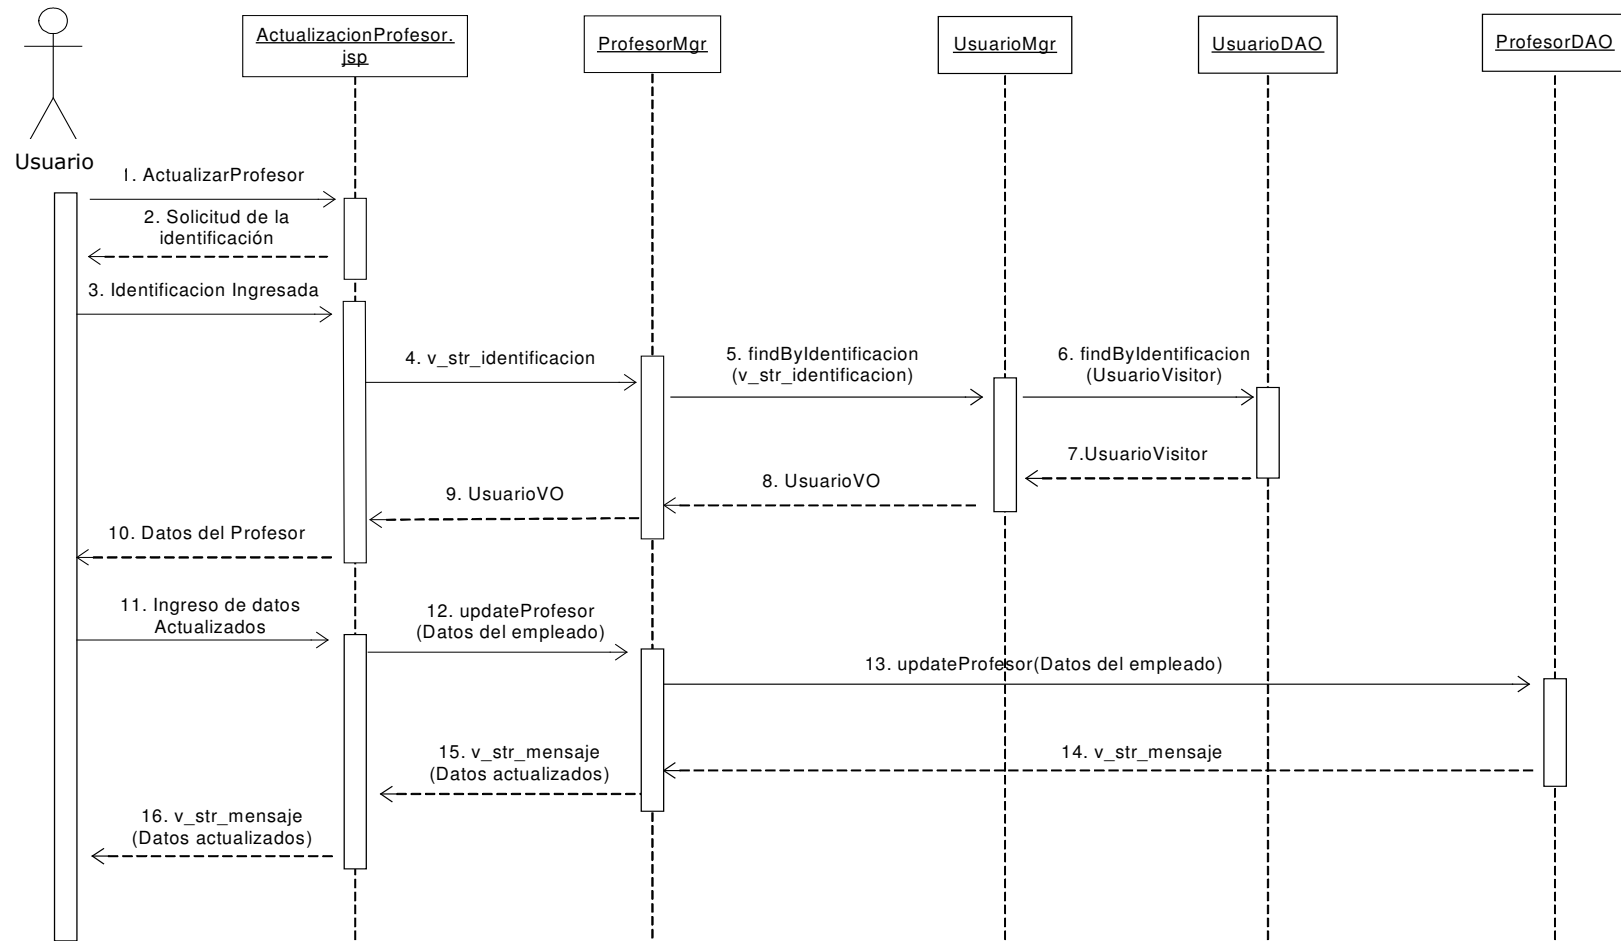 ActualizacionProfesor.
jsp
ProfesorMgr
UsuarioMgr
UsuarioDAO
ProfesorDAO
Usuario
1. ActualizarProfesor
2. Solicitud de la
identificación
3. Identificacion Ingresada
4. v_str_identificacion
5. findByIdentificacion
(v_str_identificacion)
6. findByIdentificacion
(UsuarioVisitor)
7.UsuarioVisitor
8. UsuarioVO
9. UsuarioVO
10. Datos del Profesor
11. Ingreso de datos
Actualizados
12. updateProfesor
(Datos del empleado)
13. updateProfesor(Datos del empleado)
14. v_str_mensaje
15. v_str_mensaje
(Datos actualizados)
16. v_str_mensaje
(Datos actualizados)